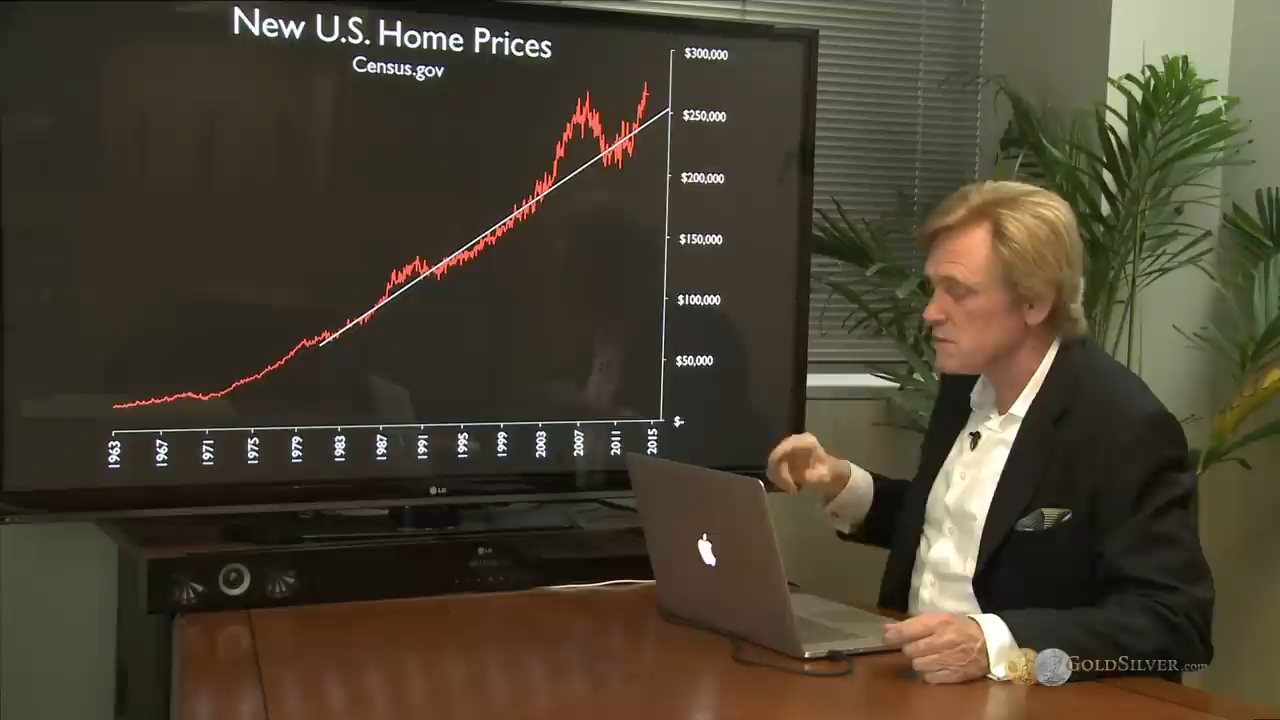 New U.S. Home Prices
Census.gov
$300,000
$250,000
$200,000
$150,000
$100,000
$50,000
$-
1963 1967 1971 1975 1979 1983 1987 1991 1995 1999 2003 2007 2011 2015
LG
LG
GOLDSILVER.com